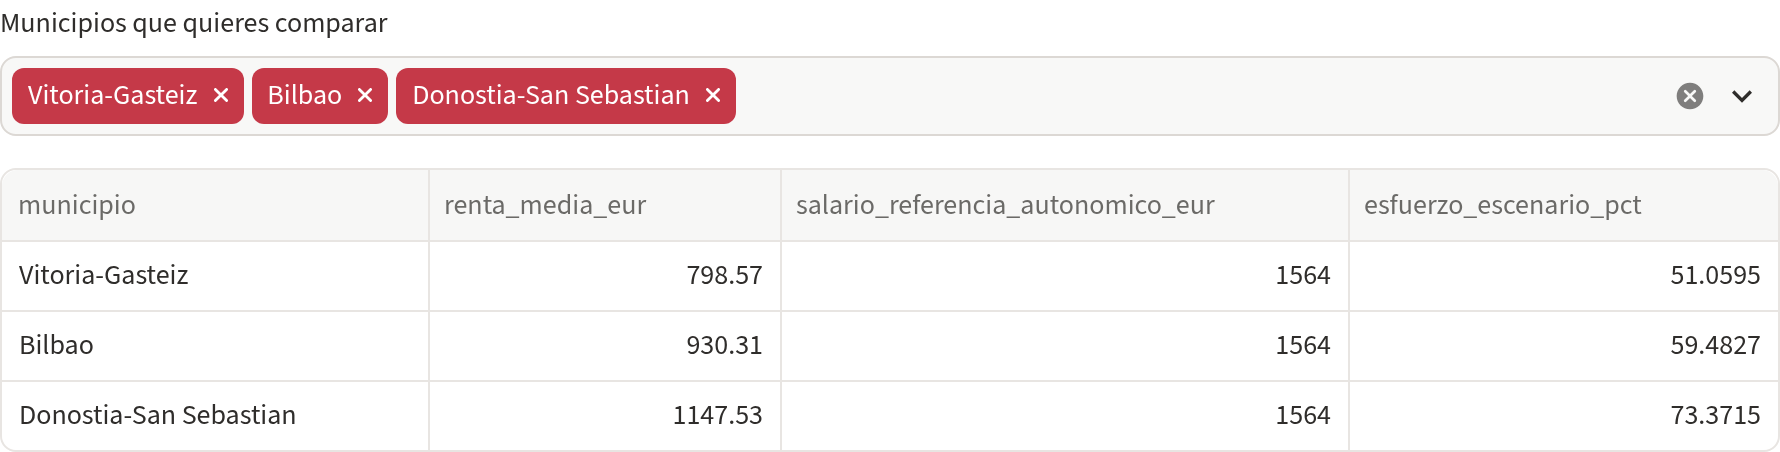 Municipios que quieres comparar
Vitoria-Gasteiz Bilbao Donostia-San Sebastian
municipio renta_media_eur salario_referencia_autonomico_eur esfuerzo_escenario_pct
Vitoria-Gasteiz 798.57 1564 51.0595
Bilbao 930.31 1564 59.4827
Donostia-San Sebastian 1147.53 1564 73.3715